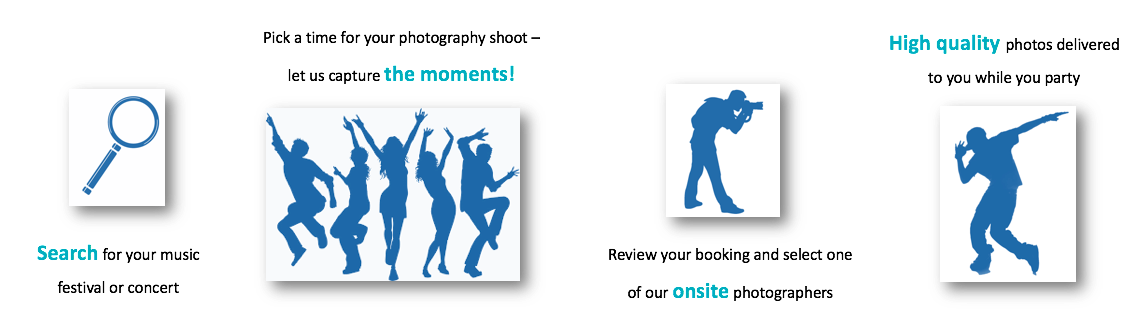 Search for your music
festival or concert
Pick a time for your photography shoot –
let us capture the moments!
Review your booking and select one
of our onsite photographers
High quality photos delivered
to you while you party